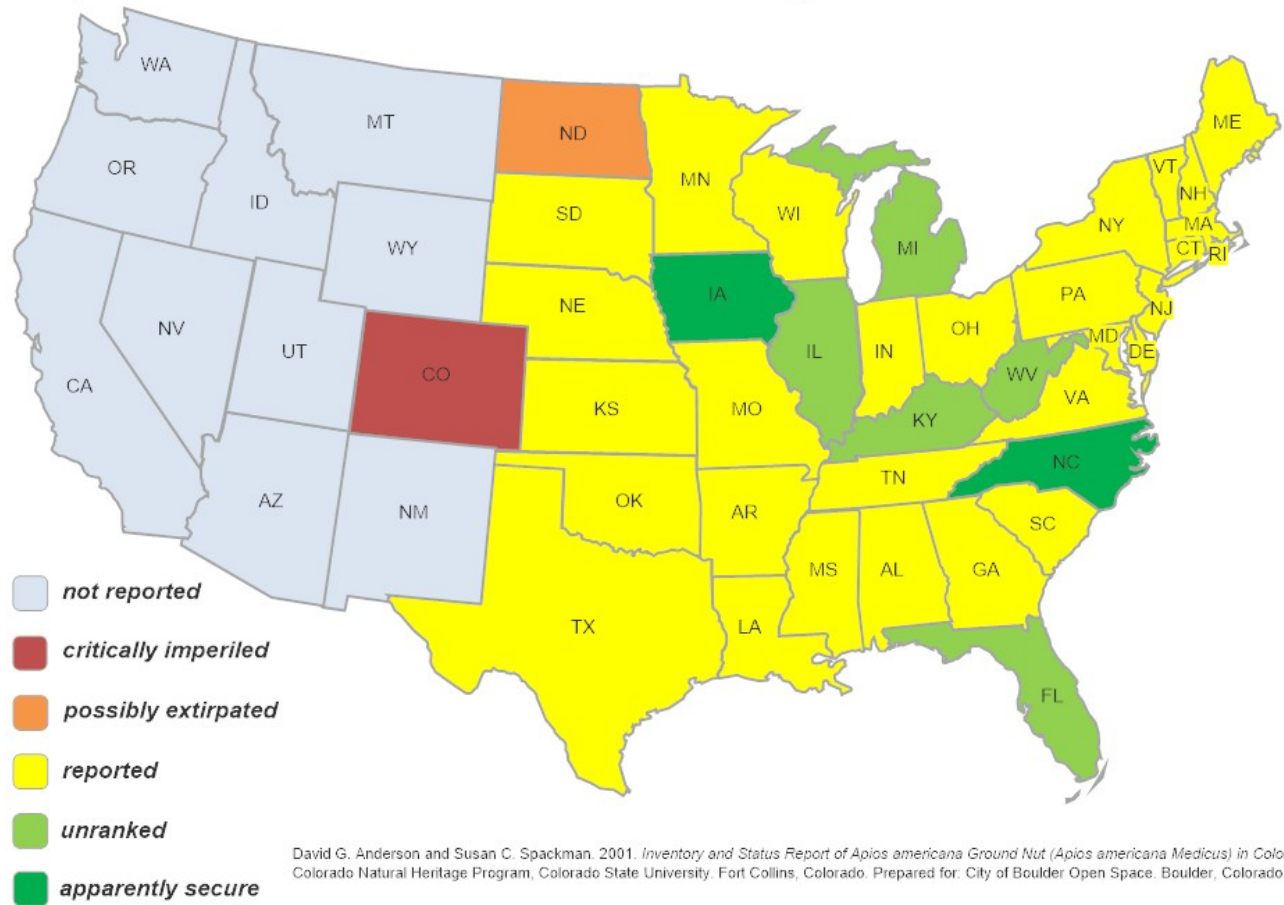 WA
MT
ND
MN
ME
OR
ID
SD
WI
VT
NH
WY
MI
NY
MA
CT
RI
NE
IA
PA
NJ
NV
UT
CO
IL
IN
OH
MD
DE
CA
KS
MO
WV
VA
KY
AZ
NM
OK
AR
TN
NC
SC
MS
AL
GA
TX
LA
FL
not reported
critically imperiled
possibly extirpated
reported
unranked
apparently secure
David G. Anderson and Susan C. Spackman. 2001. Inventory and Status Report of Apios americana Ground Nut (Apios americana Medicus) in Colo
Colorado Natural Heritage Program, Colorado State University. Fort Collins, Colorado. Prepared for: City of Boulder Open Space. Boulder, Colorado